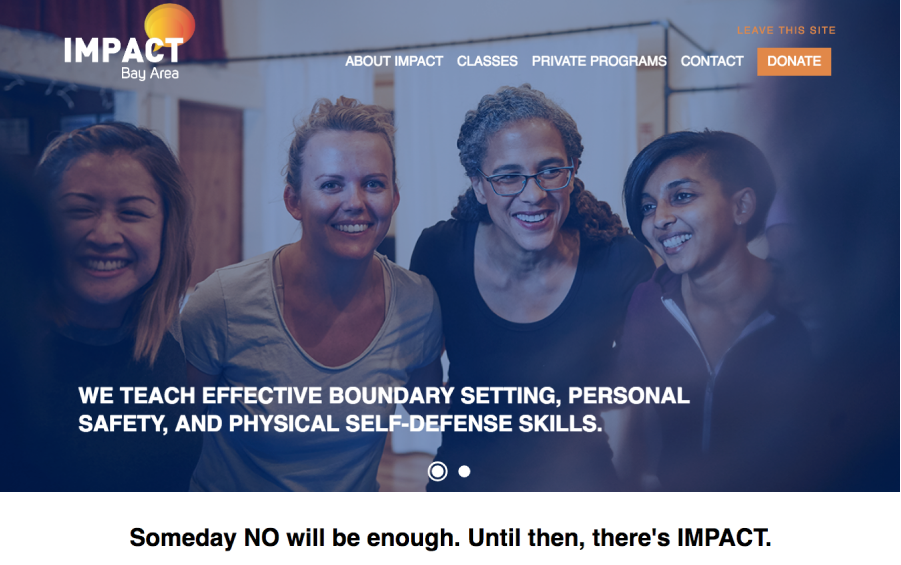 LEAVE THIS SITE
IMPACT
Bay Area
ABOUT IMPACT CLASSES PRIVATE PROGRAMS CONTACT DONATE
WE TEACH EFFECTIVE BOUNDARY SETTING, PERSONAL
SAFETY, AND PHYSICAL SELF-DEFENSE SKILLS.
Someday NO will be enough. Until then, there's IMPACT.